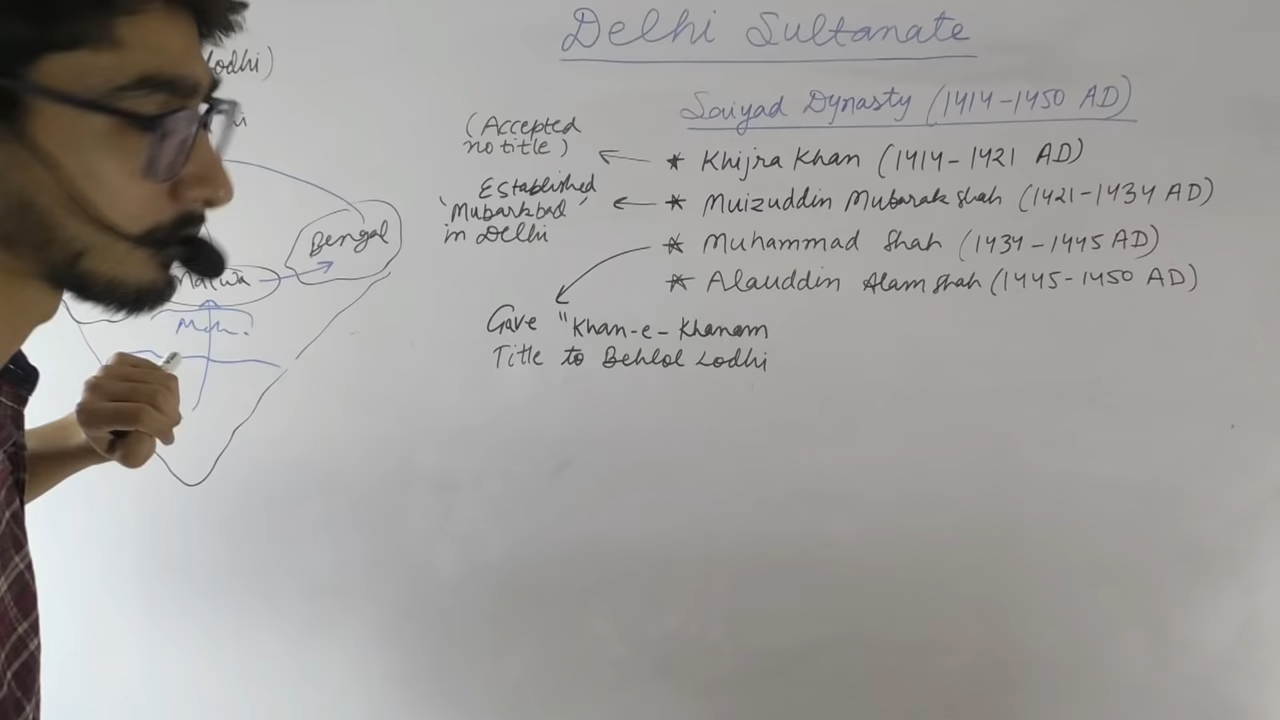 Delhi Sultanate
Saiyad Dynasty (1414-1450 AD)
(Accepted
no title)
* Khijra Khan (1414-1421 AD)
Established
'Mubarkbad'
in Delhi
* Muizuddin Mubarak Shah (1421-1434 AD)
* Muhammad Shah (1434-1445 AD)
* Alauddin Alam Shah (1445-1450 AD)
Gave "Khan-e-Khanam
Title to Behlol Lodhi
lodhi)
Bengal
Malwa